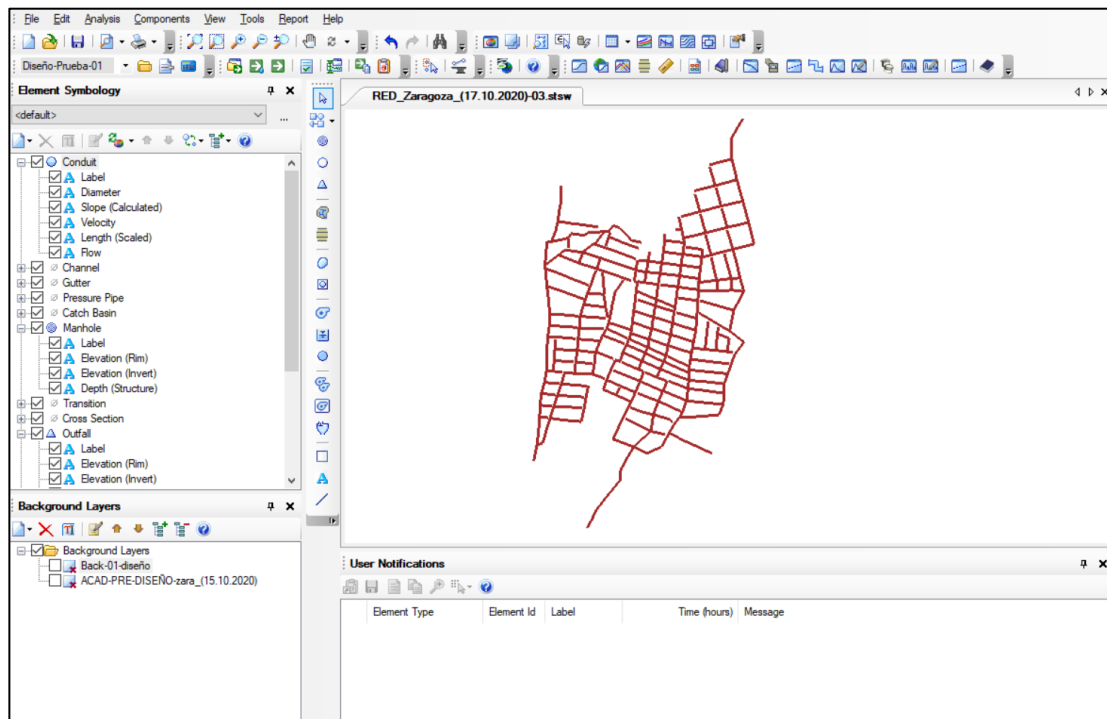 File Edit Analysis Components View Tools Report Help
Diseño-Prueba-01
Element Symbology
<default>
...
Conduit
Label
Diameter
Slope (Calculated)
Velocity
Length (Scaled)
Flow
Channel
Gutter
Pressure Pipe
Catch Basin
Manhole
Label
Elevation (Rim)
Elevation (Invert)
Depth (Structure)
Transition
Cross Section
Outfall
Label
Elevation (Rim)
Elevation (Invert)
Background Layers
Background Layers
Back-01-diseño
ACAD-PRE-DISEÑO-zara_(15.10.2020)
RED_Zaragoza_(17.10.2020)-03.stsw
User Notifications
Element Type Element Id Label Time (hours) Message